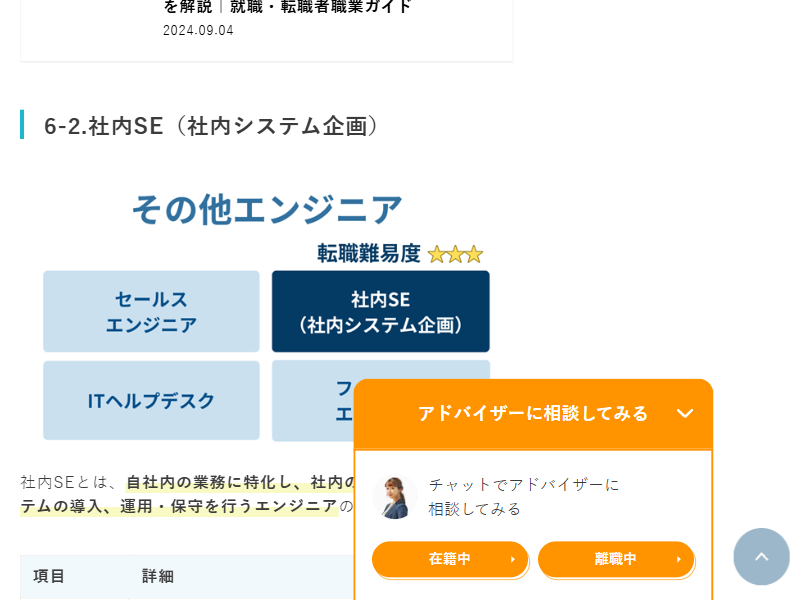 を解説｜就職・転職者職業ガイド
2024.09.04
6-2.社内SE（社内システム企画）
その他エンジニア
転職難易度
セールス
エンジニア
社内SE
（社内システム企画）
ITヘルプデスク
フ
エ
アドバイザーに相談してみる
社内SEとは、自社内の業務に特化し、社内の
テムの導入、運用・保守を行うエンジニアの
チャットでアドバイザーに
相談してみる
在籍中
離職中
項目 詳細